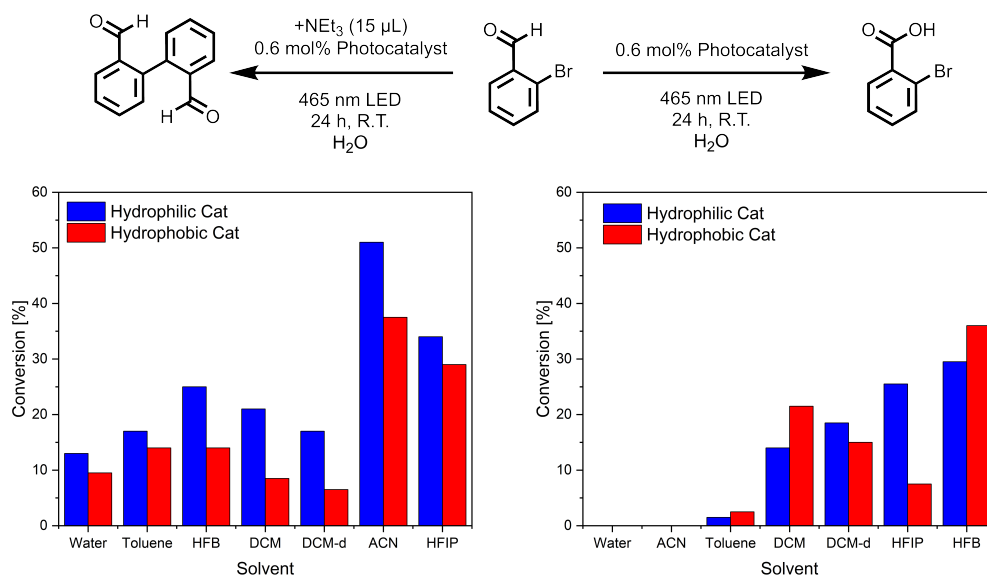 +NEt₃ (15 µL)
0.6 mol% Photocatalyst
465 nm LED
24 h, R.T.
H₂O
O
H
H
O
O
H
Br
0.6 mol% Photocatalyst
465 nm LED
24 h, R.T.
H₂O
O
OH
Br
Conversion [%]
60
50
40
30
20
10
0
Hydrophilic Cat
Hydrophobic Cat
Water Toluene HFB DCM DCM-d ACN HFIP
Solvent
Conversion [%]
60
50
40
30
20
10
0
Hydrophilic Cat
Hydrophobic Cat
Water ACN Toluene DCM DCM-d HFIP HFB
Solvent